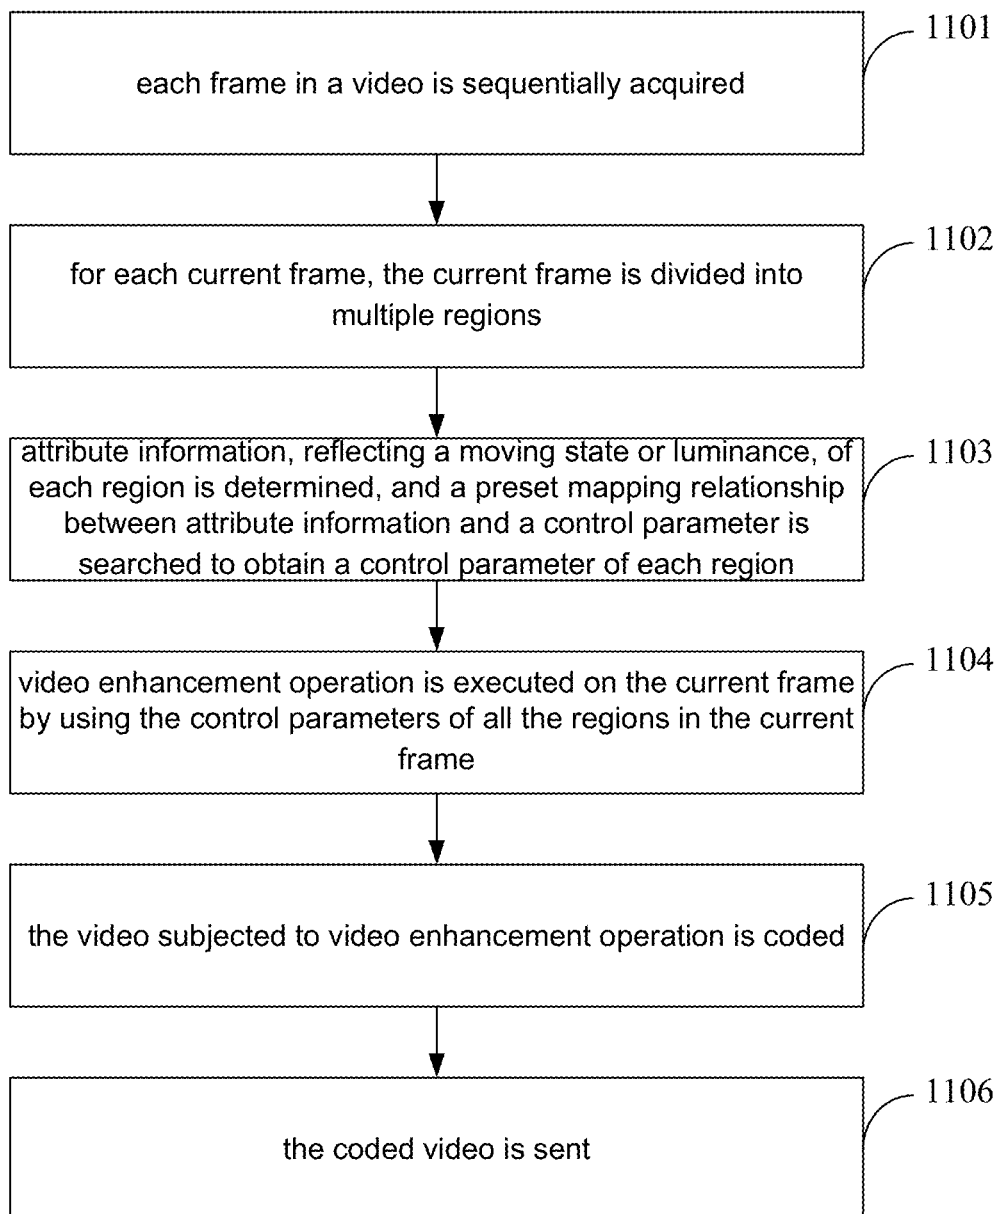 1101
each frame in a video is sequentially acquired
1102
for each current frame, the current frame is divided into
multiple regions
1103
attribute information, reflecting a moving state or luminance, of
each region is determined, and a preset mapping relationship
between attribute information and a control parameter is
searched to obtain a control parameter of each region
1104
video enhancement operation is executed on the current frame
by using the control parameters of all the regions in the current
frame
1105
the video subjected to video enhancement operation is coded
1106
the coded video is sent